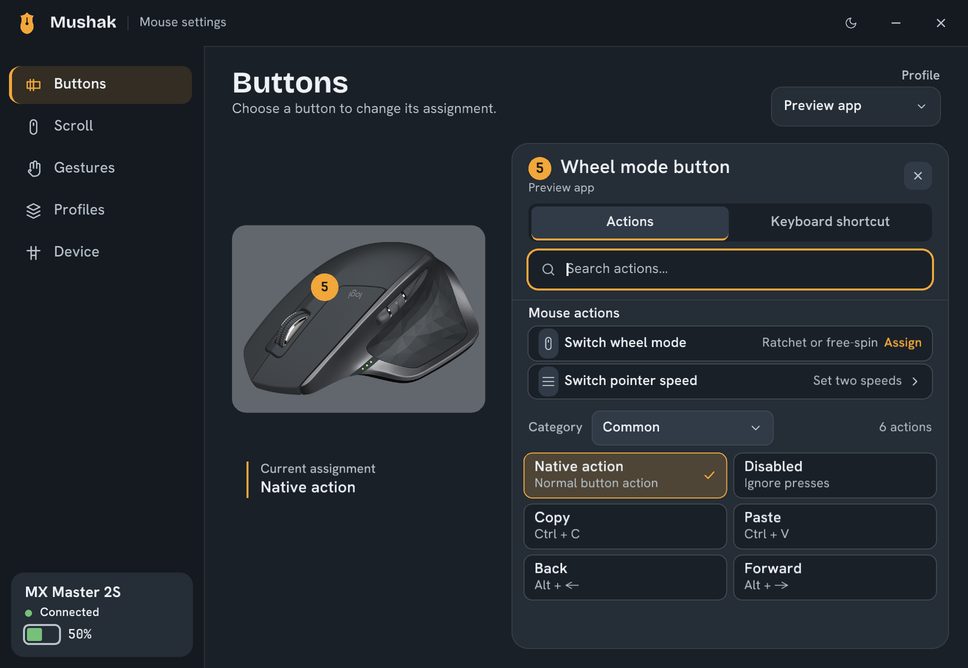 Mushak
Mouse settings
Buttons
Scroll
Gestures
Profiles
Device
MX Master 2S
Connected
50%
Buttons
Choose a button to change its assignment.
Profile
Preview app
5
logi
Current assignment
Native action
5 Wheel mode button
Preview app
Actions
Keyboard shortcut
Search actions...
Mouse actions
Switch wheel mode
Ratchet or free-spin Assign
Switch pointer speed
Set two speeds
Category
Common
6 actions
Native action
Normal button action
Disabled
Ignore presses
Copy
Ctrl + C
Paste
Ctrl + V
Back
Alt + ←
Forward
Alt + →